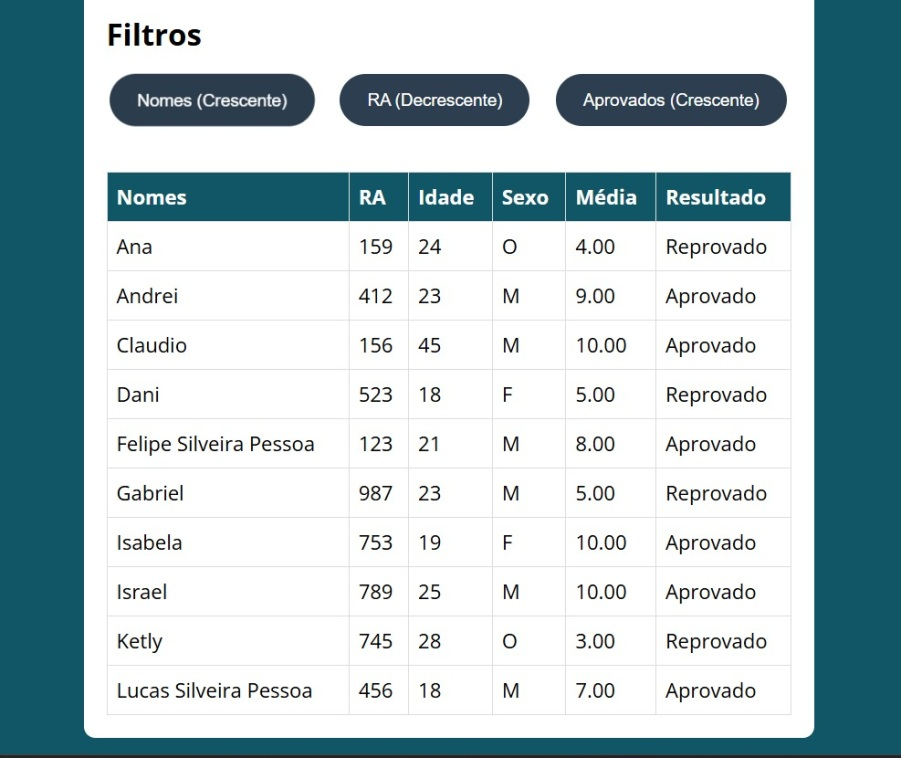 Filtros
Nomes (Crescente) RA (Decrescente) Aprovados (Crescente)
Nomes RA Idade Sexo Média Resultado
Ana 159 24 O 4.00 Reprovado
Andrei 412 23 M 9.00 Aprovado
Claudio 156 45 M 10.00 Aprovado
Dani 523 18 F 5.00 Reprovado
Felipe Silveira Pessoa 123 21 M 8.00 Aprovado
Gabriel 987 23 M 5.00 Reprovado
Isabela 753 19 F 10.00 Aprovado
Israel 789 25 M 10.00 Aprovado
Ketly 745 28 O 3.00 Reprovado
Lucas Silveira Pessoa 456 18 M 7.00 Aprovado